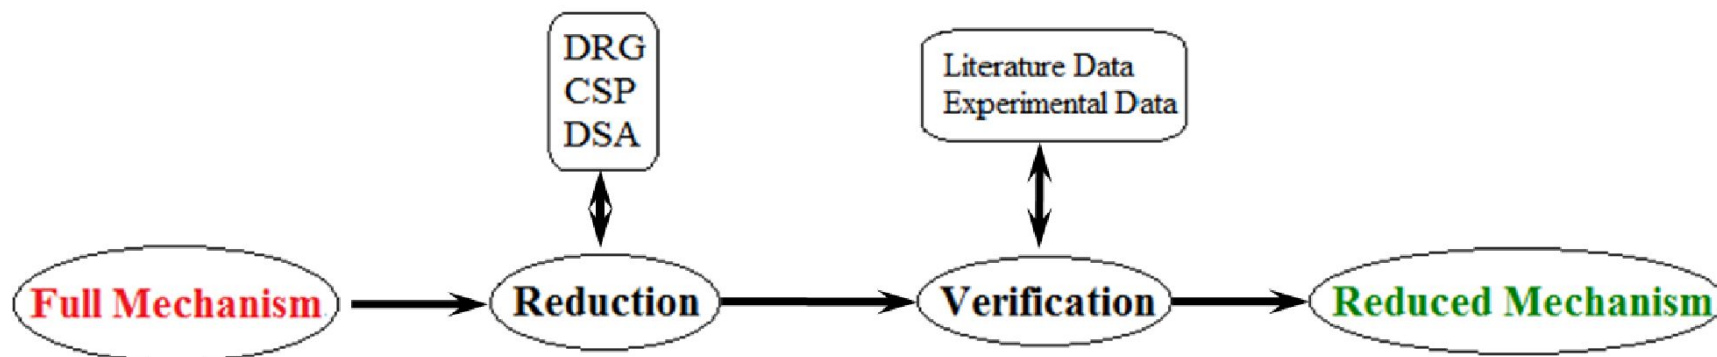 DRG
CSP
DSA
Literature Data
Experimental Data
Full Mechanism
Reduction
Verification
Reduced Mechanism